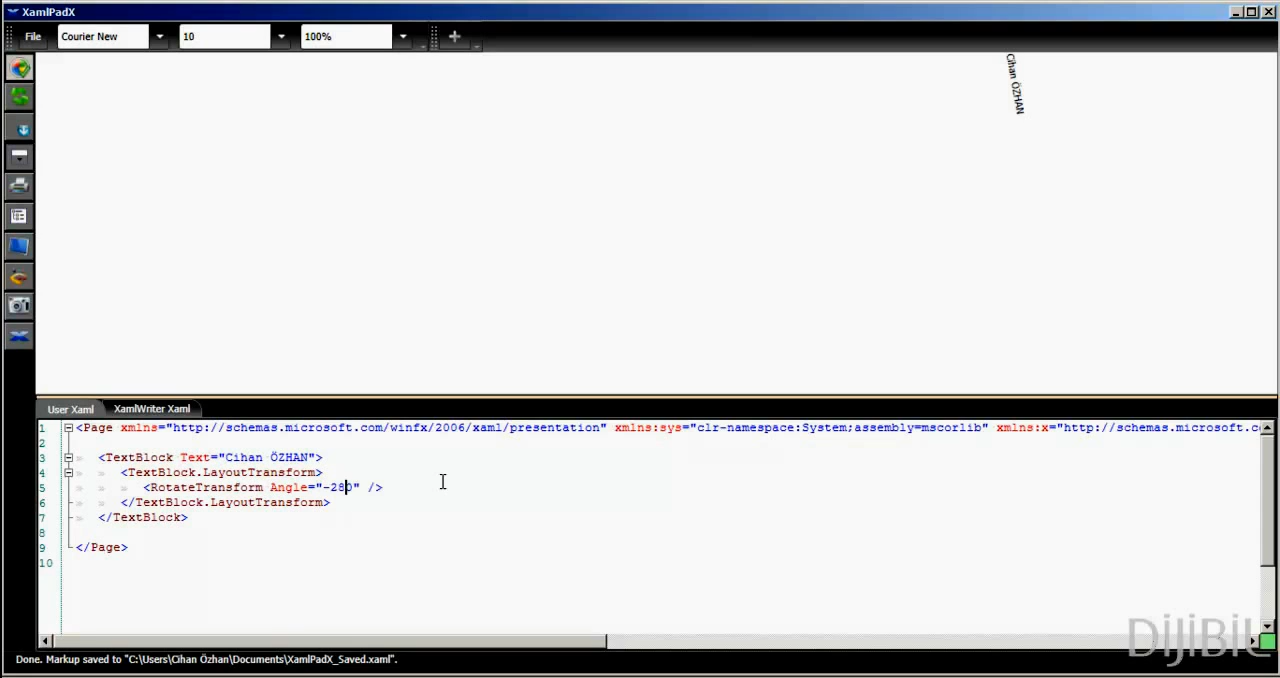 XamlPadX
File Courier New 10 100%
Cihan ÖZHAN
User Xaml XamlWriter Xaml
1 <Page xmlns="http://schemas.microsoft.com/winfx/2006/xaml/presentation" xmlns:sys="clr-namespace:System;assembly=mscorlib" xmlns:x="http://schemas.microsoft.co
2
3 <TextBlock Text="Cihan ÖZHAN">
4 <TextBlock.LayoutTransform>
5 <RotateTransform Angle="-280" />
6 </TextBlock.LayoutTransform>
7 </TextBlock>
8
9 </Page>
10
DijiBil
Done. Markup saved to "C:\Users\Cihan Özhan\Documents\XamlPadX_Saved.xaml".